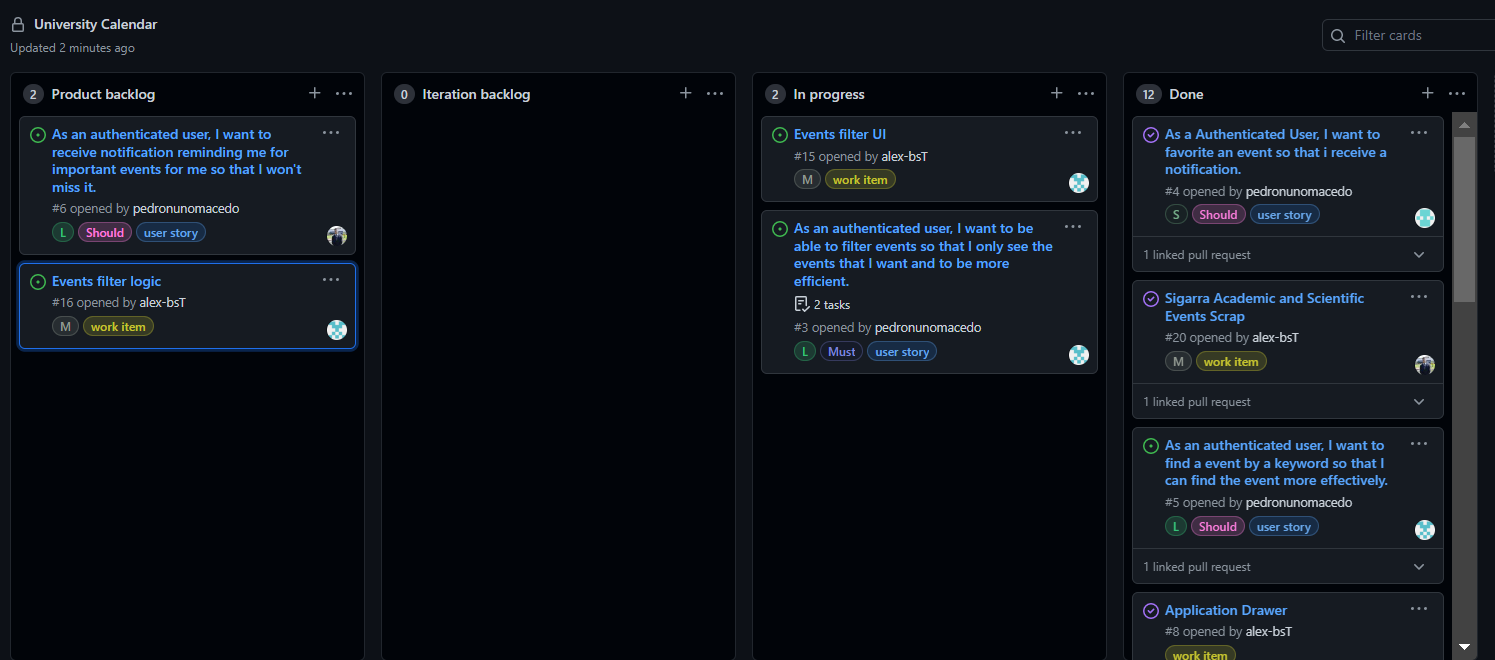 University Calendar
Updated 2 minutes ago
Filter cards
2 Product backlog
As an authenticated user, I want to
receive notification reminding me for
important events for me so that I won't
miss it.
#6 opened by pedronunomacedo
L Should user story
Events filter logic
#16 opened by alex-bsT
M work item
0 Iteration backlog
2 In progress
Events filter UI
#15 opened by alex-bsT
M work item
As an authenticated user, I want to be
able to filter events so that I only see the
events that I want and to be more
efficient.
2 tasks
#3 opened by pedronunomacedo
L Must user story
12 Done
As a Authenticated User, I want to
favorite an event so that i receive a
notification.
#4 opened by pedronunomacedo
S Should user story
1 linked pull request
Sigarra Academic and Scientific
Events Scrap
#20 opened by alex-bsT
M work item
1 linked pull request
As an authenticated user, I want to
find a event by a keyword so that I
can find the event more effectively.
#5 opened by pedronunomacedo
L Should user story
1 linked pull request
Application Drawer
#8 opened by alex-bsT
work item